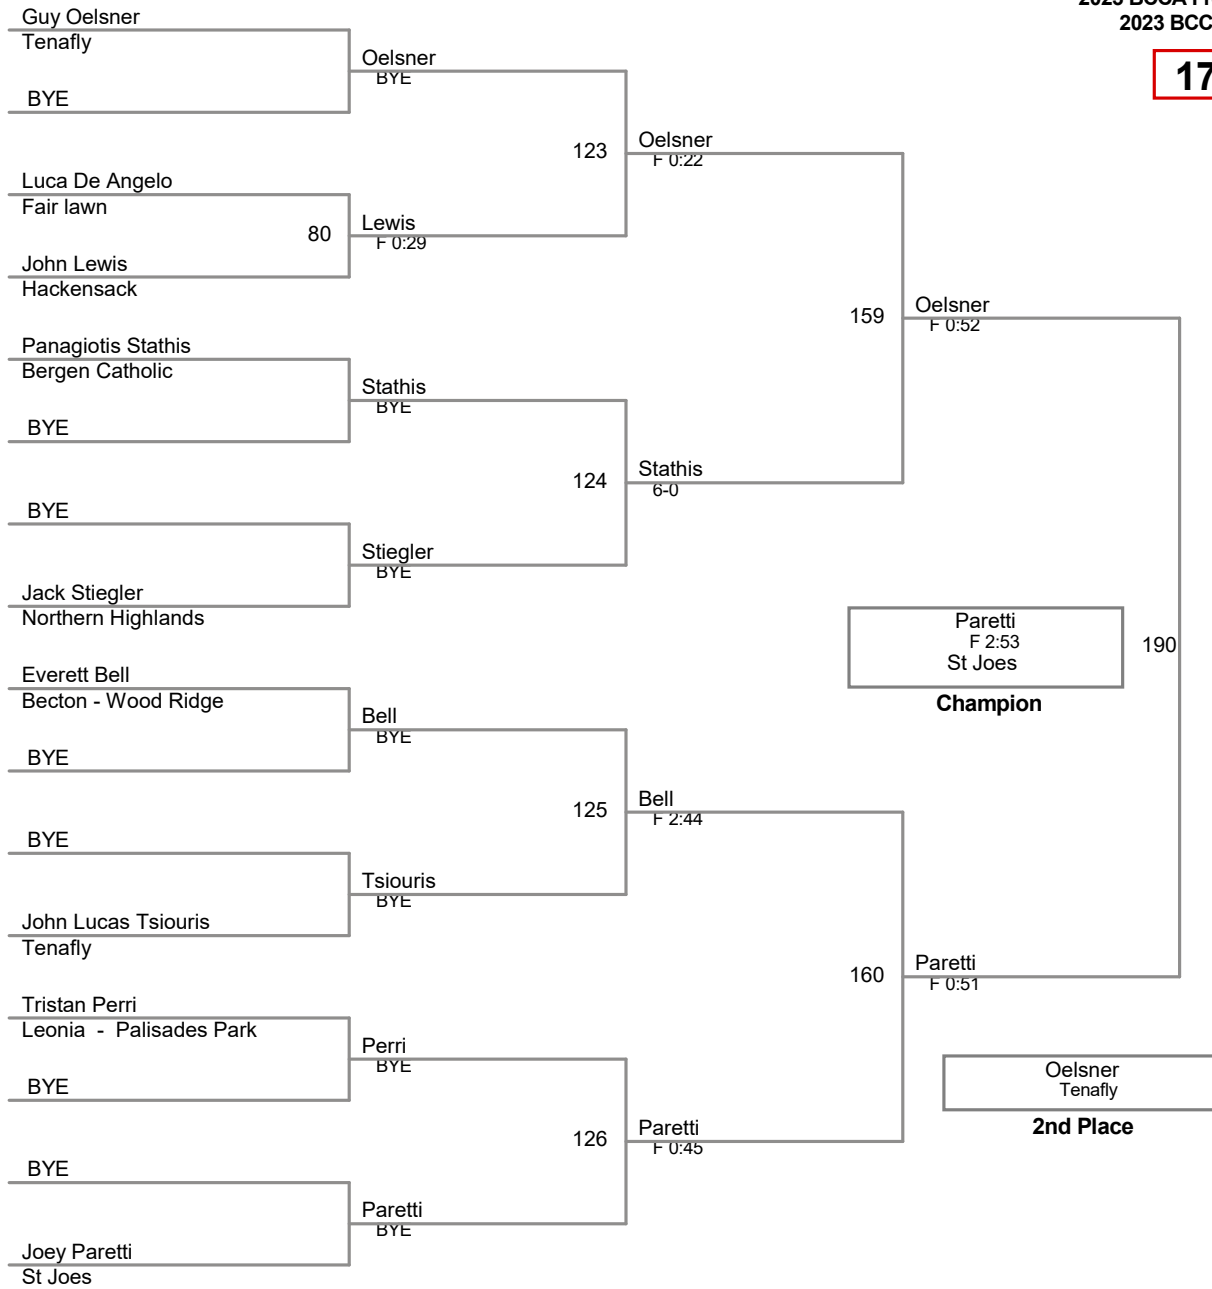 2023 BCC
17
Guy Oelsner
Tenafly
BYE
Luca De Angelo
Fair lawn
80
John Lewis
Hackensack
Panagiotis Stathis
Bergen Catholic
BYE
BYE
Jack Stiegler
Northern Highlands
Everett Bell
Becton - Wood Ridge
BYE
BYE
John Lucas Tsiouris
Tenafly
Tristan Perri
Leonia - Palisades Park
BYE
BYE
Joey Paretti
St Joes
Oelsner
BYE
123
Lewis
F 0:29
Stathis
BYE
124
Stiegler
BYE
Bell
BYE
125
Tsiouris
BYE
Perri
BYE
126
Paretti
BYE
Oelsner
F 0:22
159
Stathis
6-0
Bell
F 2:44
160
Paretti
F 0:45
Oelsner
F 0:52
190
Paretti
F 0:51
Paretti
F 2:53
St Joes
Champion
Oelsner
Tenafly
2nd Place